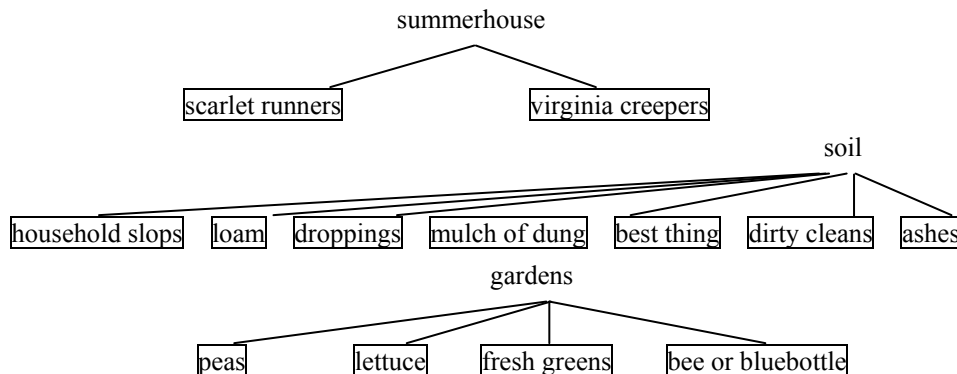 summerhouse
scarlet runners virginia creepers
soil
household slops loam droppings mulch of dung best thing dirty cleans ashes
gardens
peas lettuce fresh greens bee or bluebottle